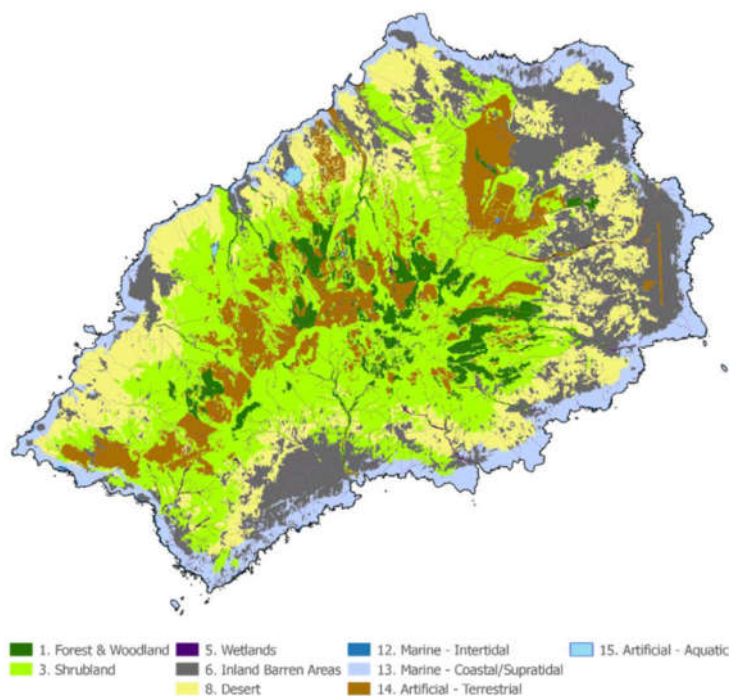 1. Forest & Woodland
5. Wetlands
12. Marine - Intertidal
15. Artificial - Aquatic
3. Shrubland
6. Inland Barren Areas
13. Marine - Coastal/Supratidal
8. Desert
14. Artificial - Terrestrial